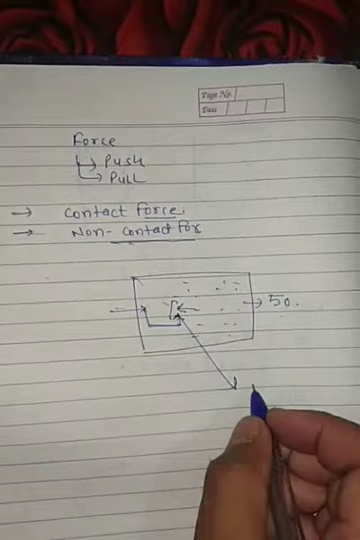 Page No.
Date
Force
→ Push
→ Pull
→ Contact force
→ Non-Contact for
→ 50.